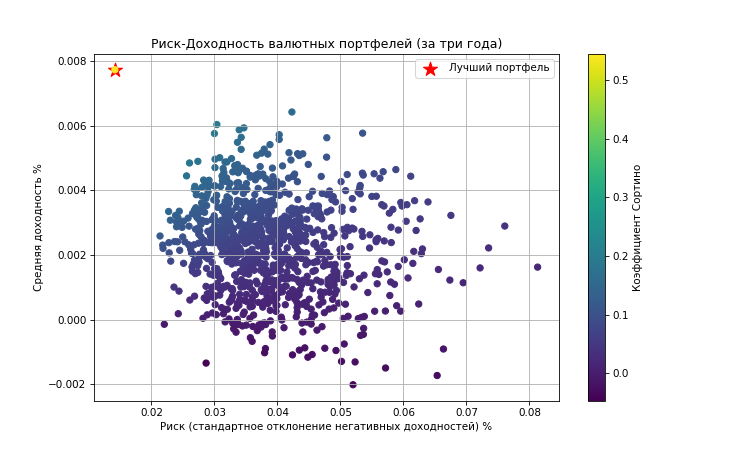 Риск-Доходность валютных портфелей (за три года)
Лучший портфель
0.008
0.006
0.004
0.002
0.000
−0.002
Средняя доходность %
0.02 0.03 0.04 0.05 0.06 0.07 0.08
Риск (стандартное отклонение негативных доходностей) %
0.5
0.4
0.3
0.2
0.1
0.0
Коэффициент Сортино